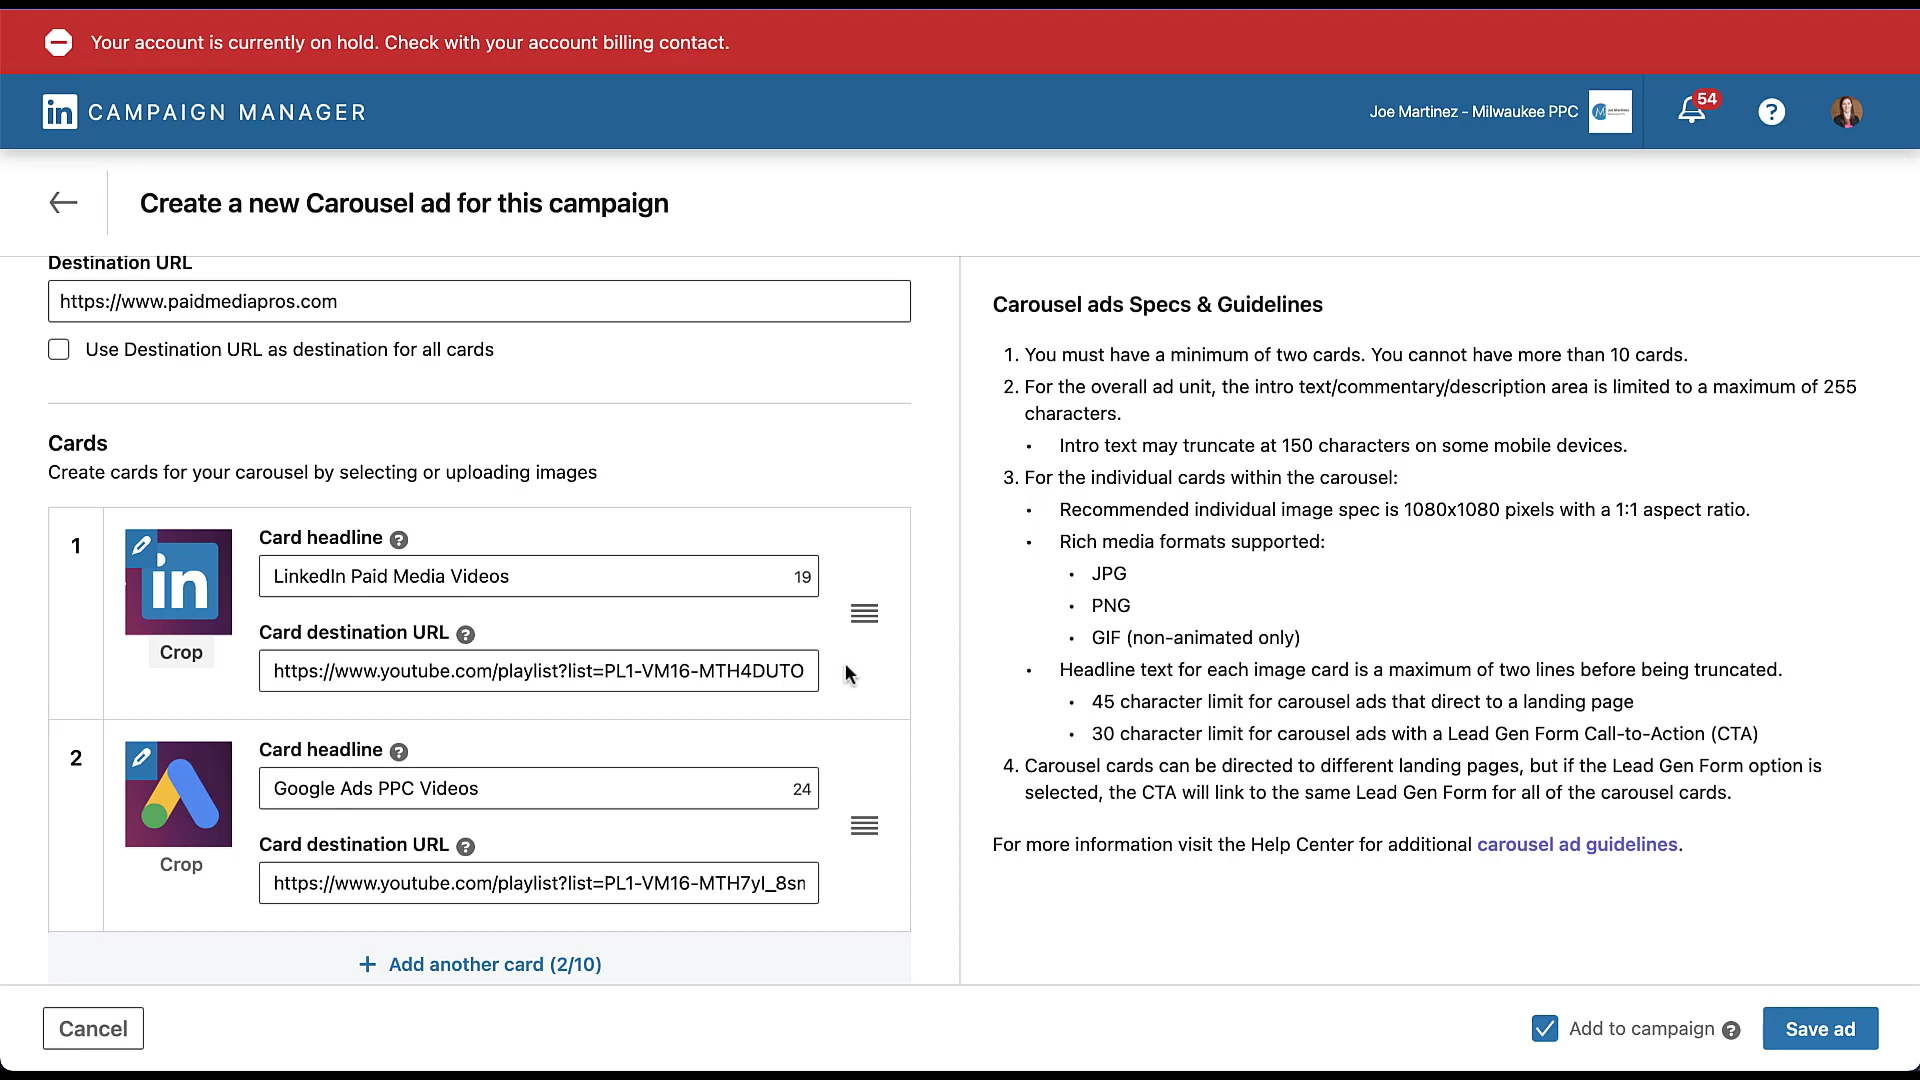 Your account is currently on hold. Check with your account billing contact.
in CAMPAIGN MANAGER
Joe Martinez - Milwaukee PPC
54
?
Create a new Carousel ad for this campaign
Destination URL
https://www.paidmediapros.com
Use Destination URL as destination for all cards
Cards
Create cards for your carousel by selecting or uploading images
1
in
Crop
Card headline ?
LinkedIn Paid Media Videos 19
Card destination URL ?
https://www.youtube.com/playlist?list=PL1-VM16-MTH4DUTO
2
Crop
Card headline ?
Google Ads PPC Videos 24
Card destination URL ?
https://www.youtube.com/playlist?list=PL1-VM16-MTH7yl_8sn
+ Add another card (2/10)
Carousel ads Specs & Guidelines
1. You must have a minimum of two cards. You cannot have more than 10 cards.
2. For the overall ad unit, the intro text/commentary/description area is limited to a maximum of 255
characters.
• Intro text may truncate at 150 characters on some mobile devices.
3. For the individual cards within the carousel:
• Recommended individual image spec is 1080x1080 pixels with a 1:1 aspect ratio.
• Rich media formats supported:
• JPG
• PNG
• GIF (non-animated only)
• Headline text for each image card is a maximum of two lines before being truncated.
• 45 character limit for carousel ads that direct to a landing page
• 30 character limit for carousel ads with a Lead Gen Form Call-to-Action (CTA)
4. Carousel cards can be directed to different landing pages, but if the Lead Gen Form option is
selected, the CTA will link to the same Lead Gen Form for all of the carousel cards.
For more information visit the Help Center for additional carousel ad guidelines.
Cancel
Add to campaign ?
Save ad